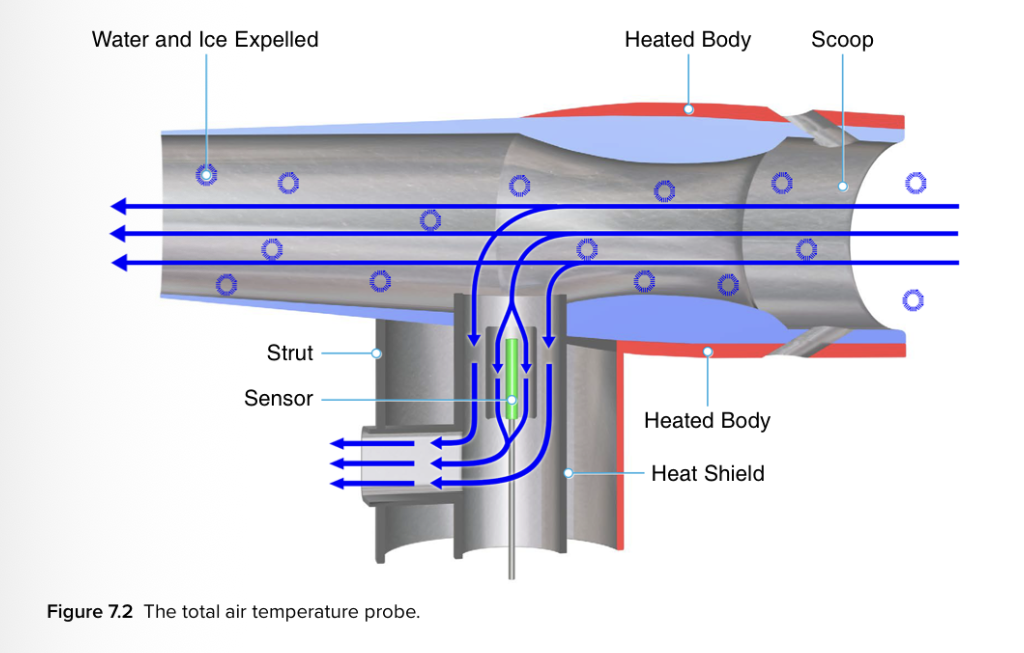 Water and Ice Expelled
Heated Body
Scoop
Strut
Sensor
Heated Body
Heat Shield
Figure 7.2 The total air temperature probe.